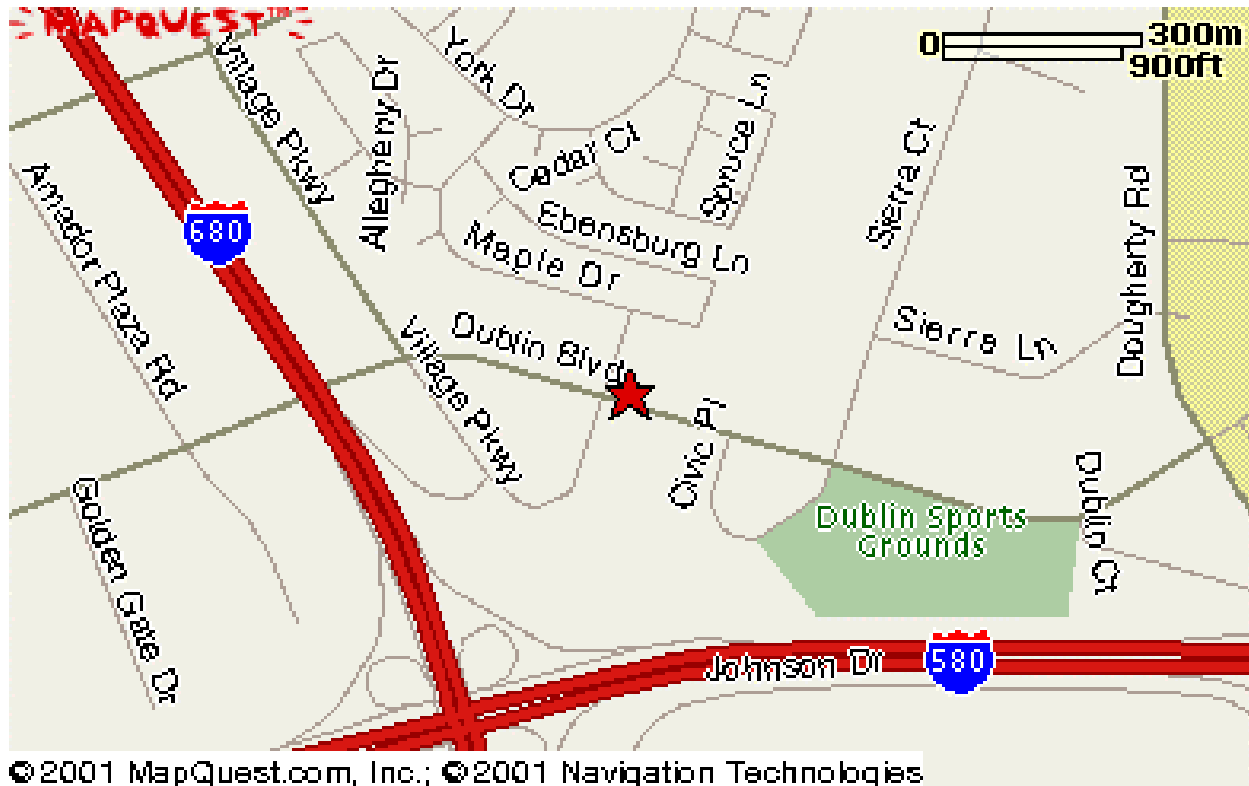 MAPQUEST™
0 300m
900ft
Village Pkwy
York Dr
Allegheny Dr
Cedar Ct
Spruce Ln
Sierra Ct
Dougherty Rd
Amador Plaza Rd
680
Ebensburg Ln
Maple Dr
Dublin Blvd
Village Pkwy
Sierra Ln
Civic Pl
Golden Gate Dr
Dublin Sports
Grounds
Dublin Ct
Johnson Dr
580
©2001 MapQuest.com, Inc.; ©2001 Navigation Technologies